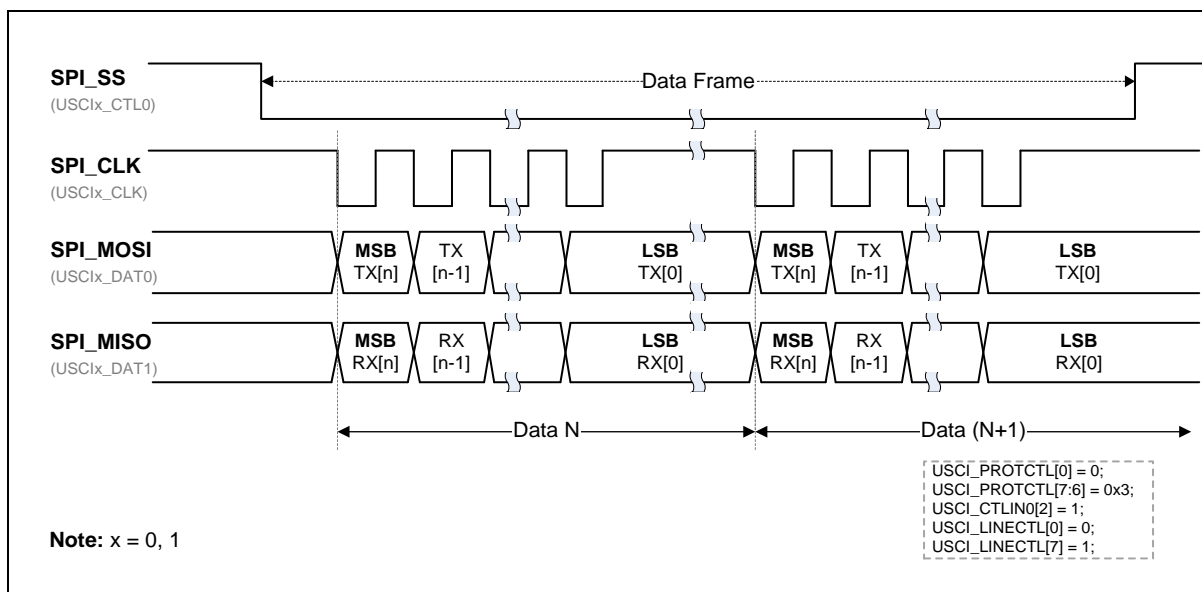 SPI_SS
(USCIx_CTL0)
Data Frame
SPI_CLK
(USCIx_CLK)
SPI_MOSI
(USCIx_DAT0)
MSB
TX[n]
TX
[n-1]
LSB
TX[0]
MSB
TX[n]
TX
[n-1]
LSB
TX[0]
SPI_MISO
(USCIx_DAT1)
MSB
RX[n]
RX
[n-1]
LSB
RX[0]
MSB
RX[n]
RX
[n-1]
LSB
RX[0]
Data N
Data (N+1)
USCI_PROTCTL[0] = 0;
USCI_PROTCTL[7:6] = 0x3;
USCI_CTLIN0[2] = 1;
USCI_LINECTL[0] = 0;
USCI_LINECTL[7] = 1;
Note: x = 0, 1